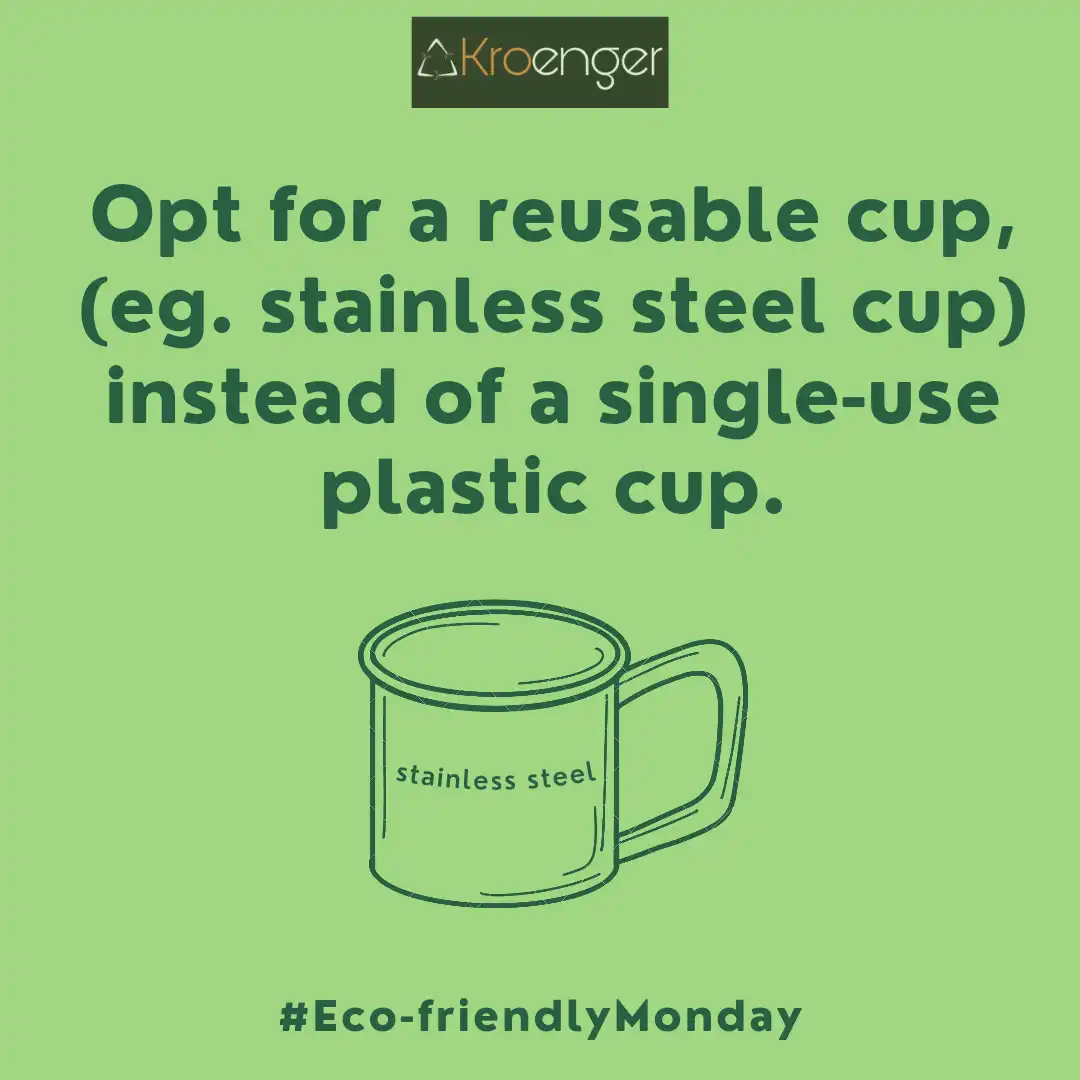 Kroenger
Opt for a reusable cup,
(eg. stainless steel cup)
instead of a single-use
plastic cup.
stainless steel
#Eco-friendlyMonday